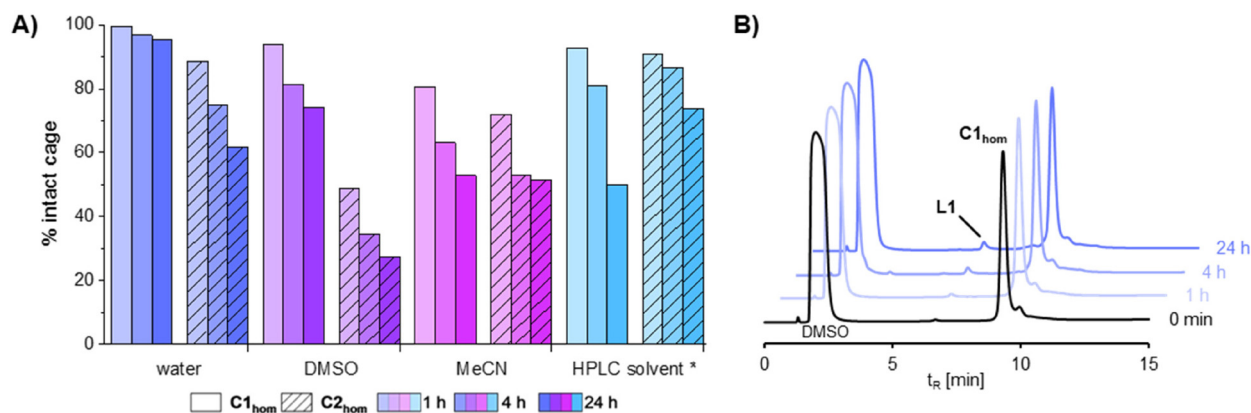 A)
% intact cage
100
80
60
40
20
0
water DMSO MeCN HPLC solvent *
C1hom C2hom 1 h 4 h 24 h
B)
C1hom
L1
24 h
4 h
1 h
0 min
DMSO
0 5 10 15
tR [min]